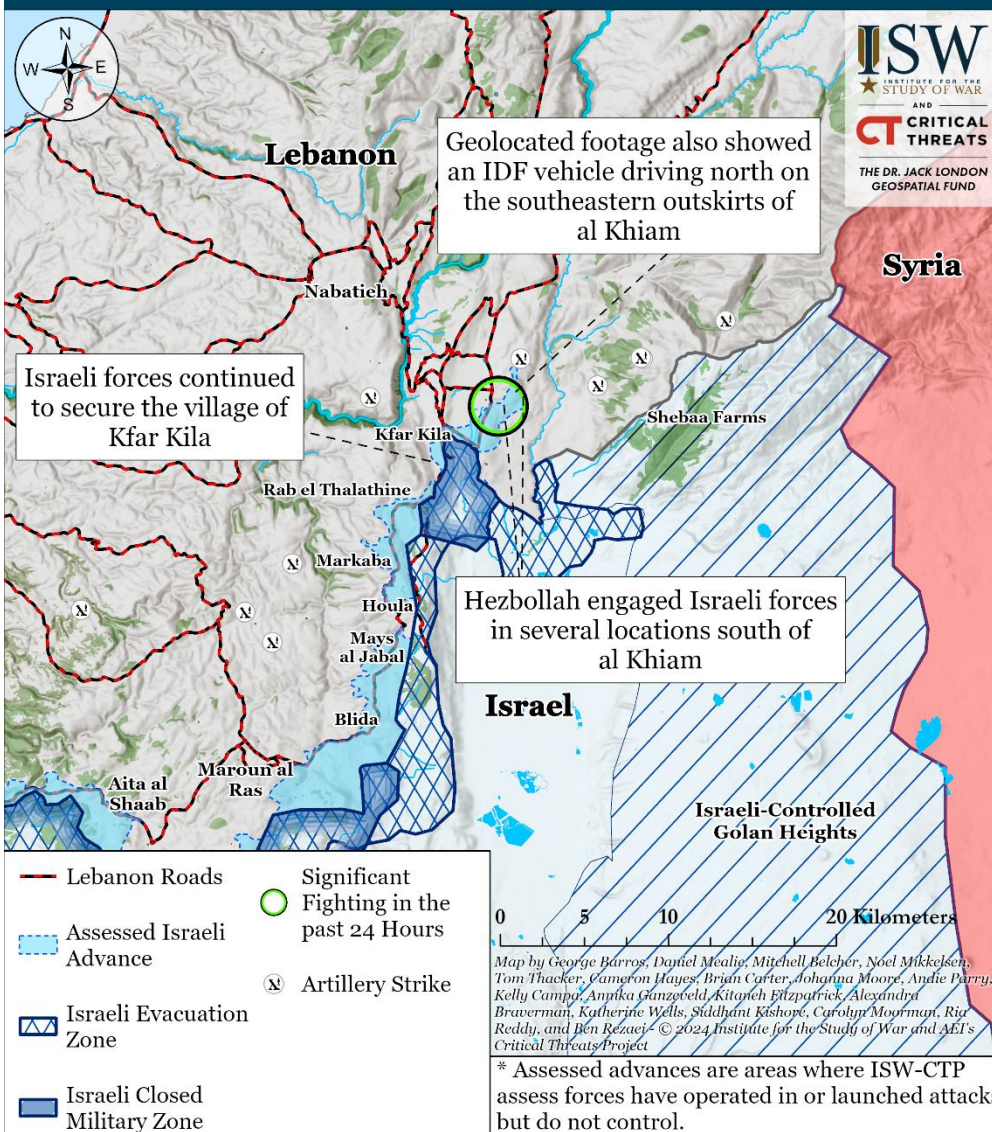 N
W
E
S
ISW
INSTITUTE FOR THE
STUDY OF WAR
AND
CT CRITICAL
THREATS
THE DR. JACK LONDON
GEOSPATIAL FUND
Lebanon
Geolocated footage also showed
an IDF vehicle driving north on
the southeastern outskirts of
al Khiam
Syria
Nabatieh
Israeli forces continued
to secure the village of
Kfar Kila
Kfar Kila
Shebaa Farms
Rab el Thalathine
Markaba
Houla
Hezbollah engaged Israeli forces
in several locations south of
al Khiam
Mays
al Jabal
Israel
Blida
Maroun al
Ras
Aita al
Shaab
Israeli-Controlled
Golan Heights
Lebanon Roads
Assessed Israeli
Advance
Israeli Evacuation
Zone
Israeli Closed
Military Zone
Significant
Fighting in the
past 24 Hours
Artillery Strike
0 5 10 20 Kilometers
Map by George Barros, Daniel Mealie, Mitchell Belcher, Noel Mikkelsen,
Tom Thacker, Cameron Hayes, Brian Carter, Johanna Moore, Andie Parry,
Kelly Campa, Annika Ganzeveld, Kitaneh Fitzpatrick, Alexandra
Braverman, Katherine Wells, Siddhant Kishore, Carolyn Moorman, Ria
Reddy, and Ben Rezaei - © 2024 Institute for the Study of War and AEI's
Critical Threats Project
* Assessed advances are areas where ISW-CTP
assess forces have operated in or launched attacks
but do not control.